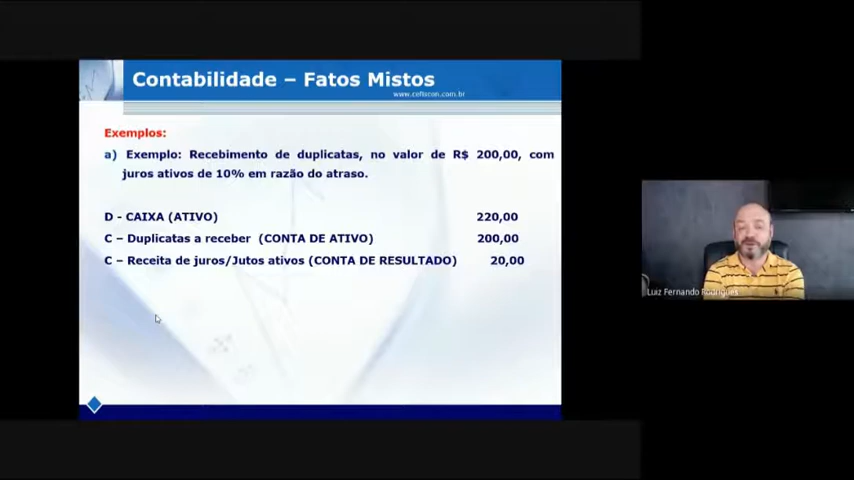 Contabilidade – Fatos Mistos
www.cefiscon.com.br
Exemplos:
a) Exemplo: Recebimento de duplicatas, no valor de R$ 200,00, com
juros ativos de 10% em razão do atraso.
D - CAIXA (ATIVO) 220,00
C – Duplicatas a receber (CONTA DE ATIVO) 200,00
C – Receita de juros/Jutos ativos (CONTA DE RESULTADO) 20,00
Luiz Fernando Rodrigues